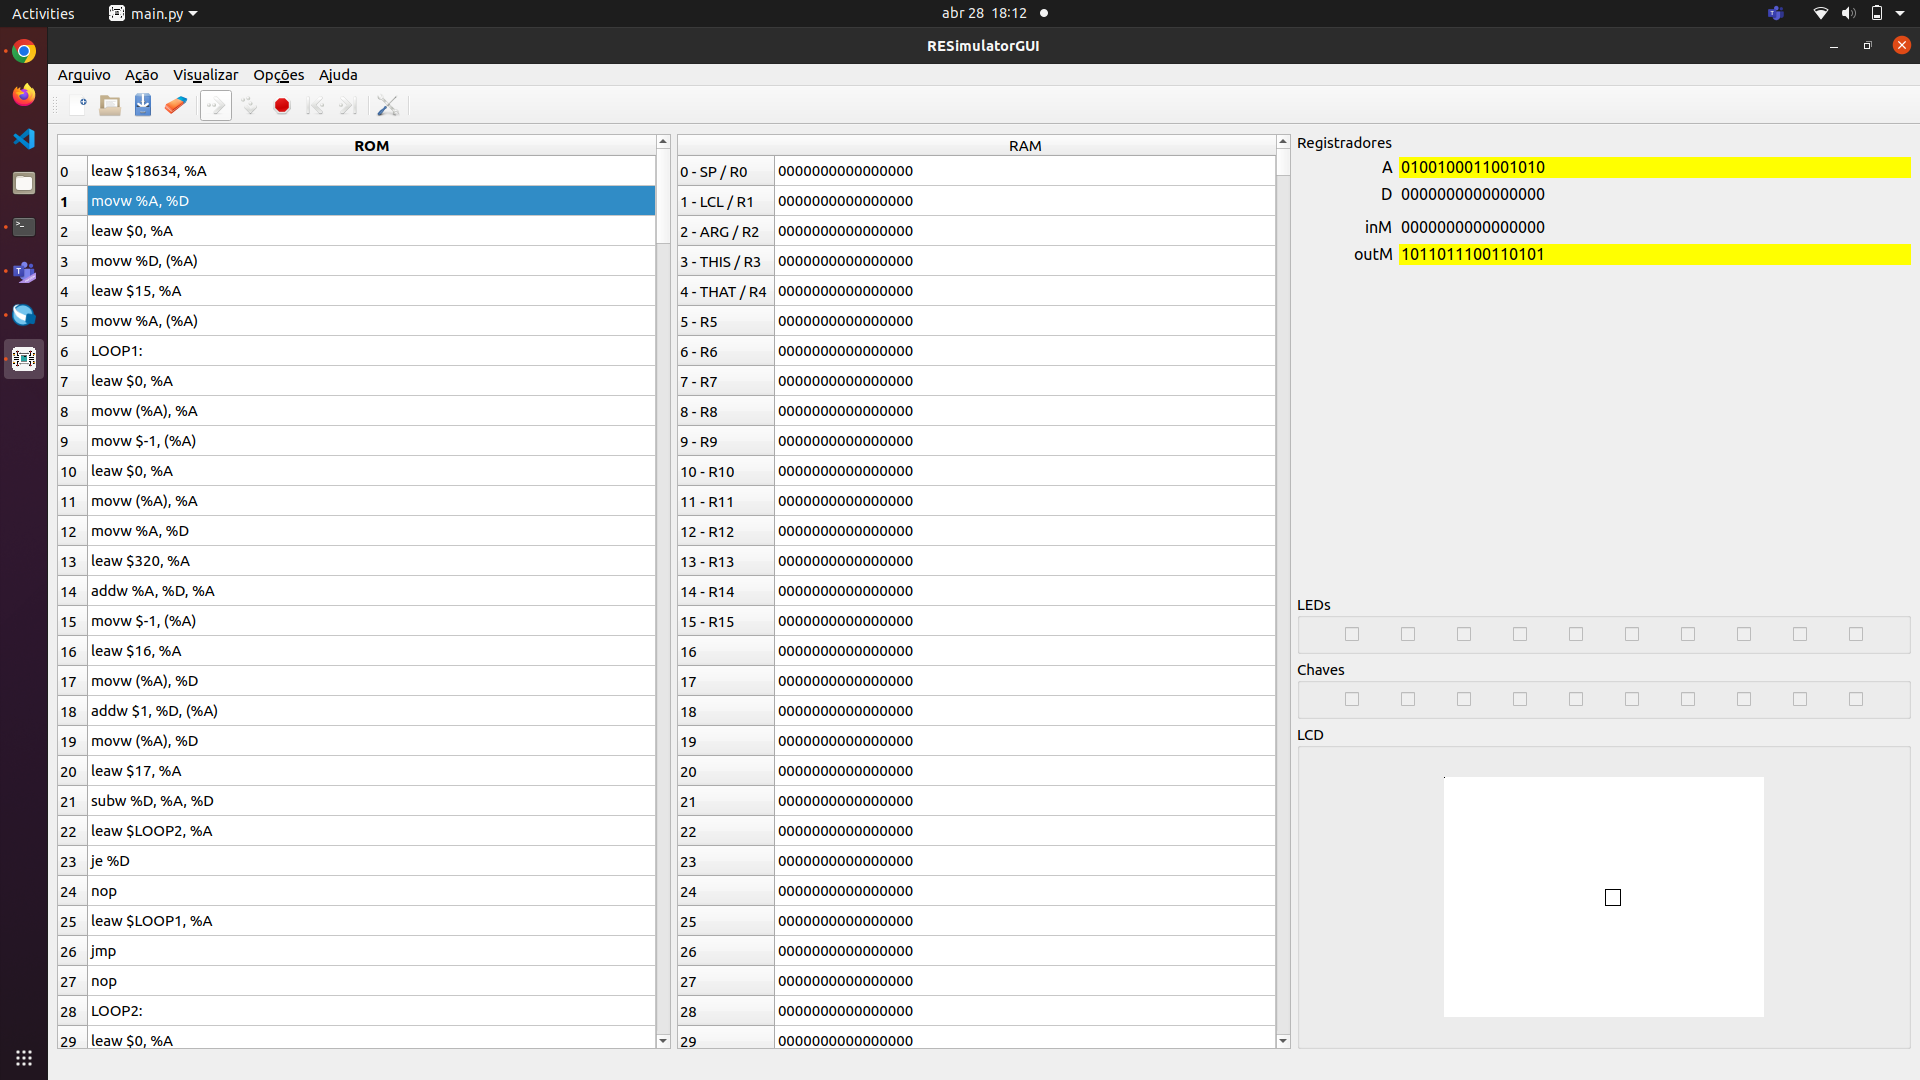 Activities main.py abr 28 18:12
RESimulatorGUI
Arquivo Ação Visualizar Opções Ajuda
ROM
0 leaw $18634, %A
1 movw %A, %D
2 leaw $0, %A
3 movw %D, (%A)
4 leaw $15, %A
5 movw %A, (%A)
6 LOOP1:
7 leaw $0, %A
8 movw (%A), %A
9 movw $-1, (%A)
10 leaw $0, %A
11 movw (%A), %A
12 movw %A, %D
13 leaw $320, %A
14 addw %A, %D, %A
15 movw $-1, (%A)
16 leaw $16, %A
17 movw (%A), %D
18 addw $1, %D, (%A)
19 movw (%A), %D
20 leaw $17, %A
21 subw %D, %A, %D
22 leaw $LOOP2, %A
23 je %D
24 nop
25 leaw $LOOP1, %A
26 jmp
27 nop
28 LOOP2:
29 leaw $0, %A
RAM
0 - SP / R0 0000000000000000
1 - LCL / R1 0000000000000000
2 - ARG / R2 0000000000000000
3 - THIS / R3 0000000000000000
4 - THAT / R4 0000000000000000
5 - R5 0000000000000000
6 - R6 0000000000000000
7 - R7 0000000000000000
8 - R8 0000000000000000
9 - R9 0000000000000000
10 - R10 0000000000000000
11 - R11 0000000000000000
12 - R12 0000000000000000
13 - R13 0000000000000000
14 - R14 0000000000000000
15 - R15 0000000000000000
16 0000000000000000
17 0000000000000000
18 0000000000000000
19 0000000000000000
20 0000000000000000
21 0000000000000000
22 0000000000000000
23 0000000000000000
24 0000000000000000
25 0000000000000000
26 0000000000000000
27 0000000000000000
28 0000000000000000
29 0000000000000000
Registradores
A 0100100011001010
D 0000000000000000
inM 0000000000000000
outM 1011011100110101
LEDs
Chaves
LCD